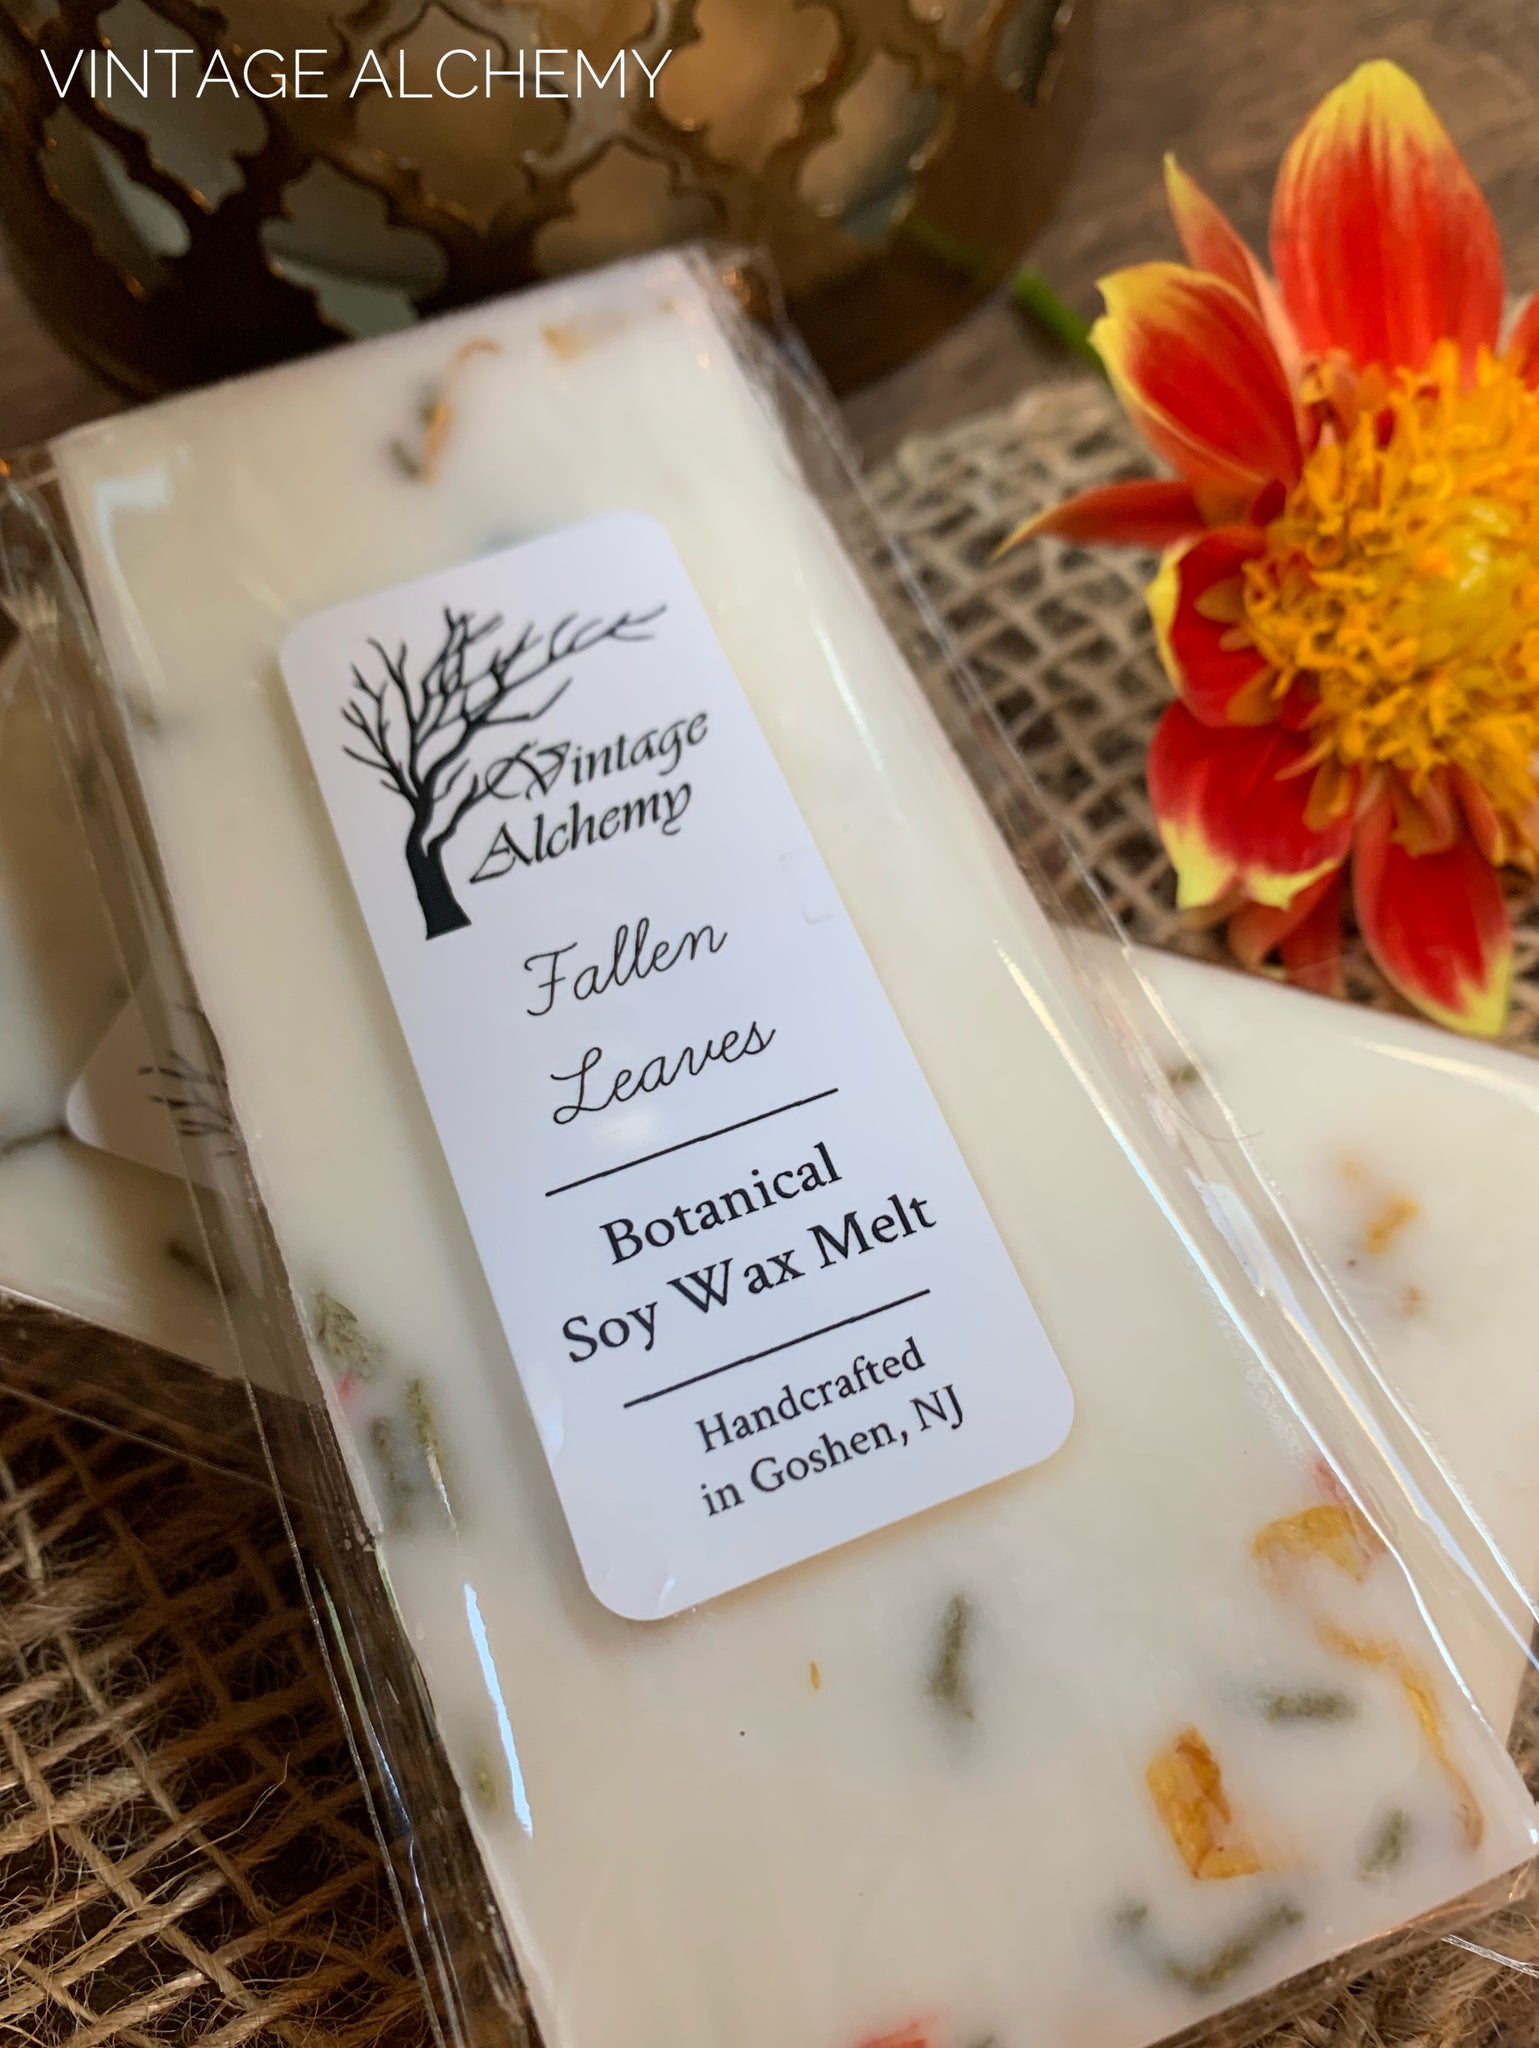 VINTAGE ALCHEMY
Vintage
Alchemy
Fallen
Leaves
Botanical
Soy Wax Melt
Handcrafted
in Goshen, NJ